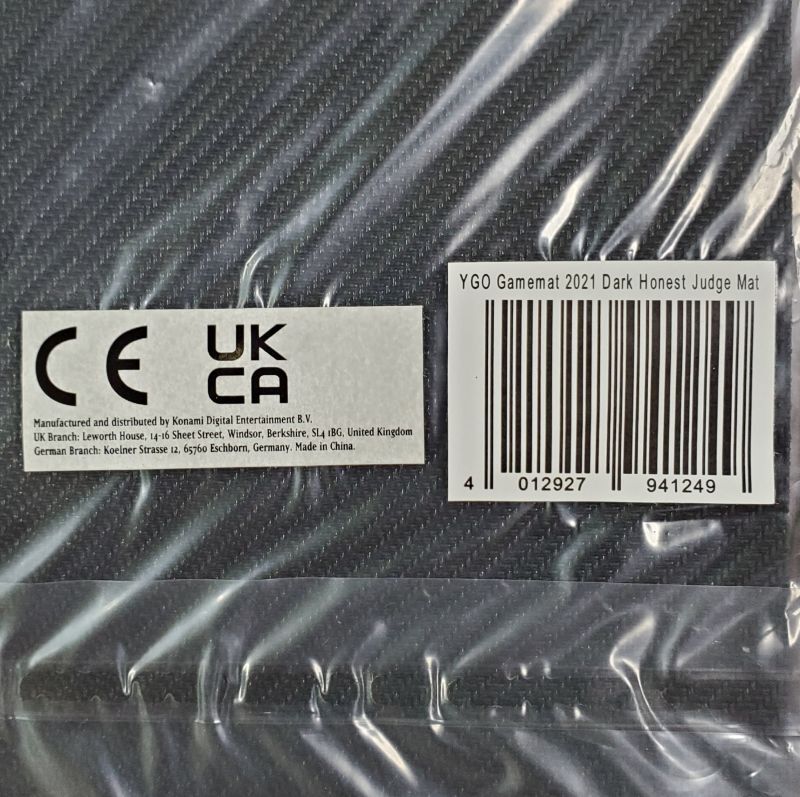 CE UK
CA
Manufactured and distributed by Konami Digital Entertainment B.V.
UK Branch: Leworth House, 14-16 Sheet Street, Windsor, Berkshire, SL4 1BG, United Kingdom
German Branch: Koelner Strasse 12, 65760 Eschborn, Germany. Made in China.
YGO Gamemat 2021 Dark Honest Judge Mat
4 012927 941249